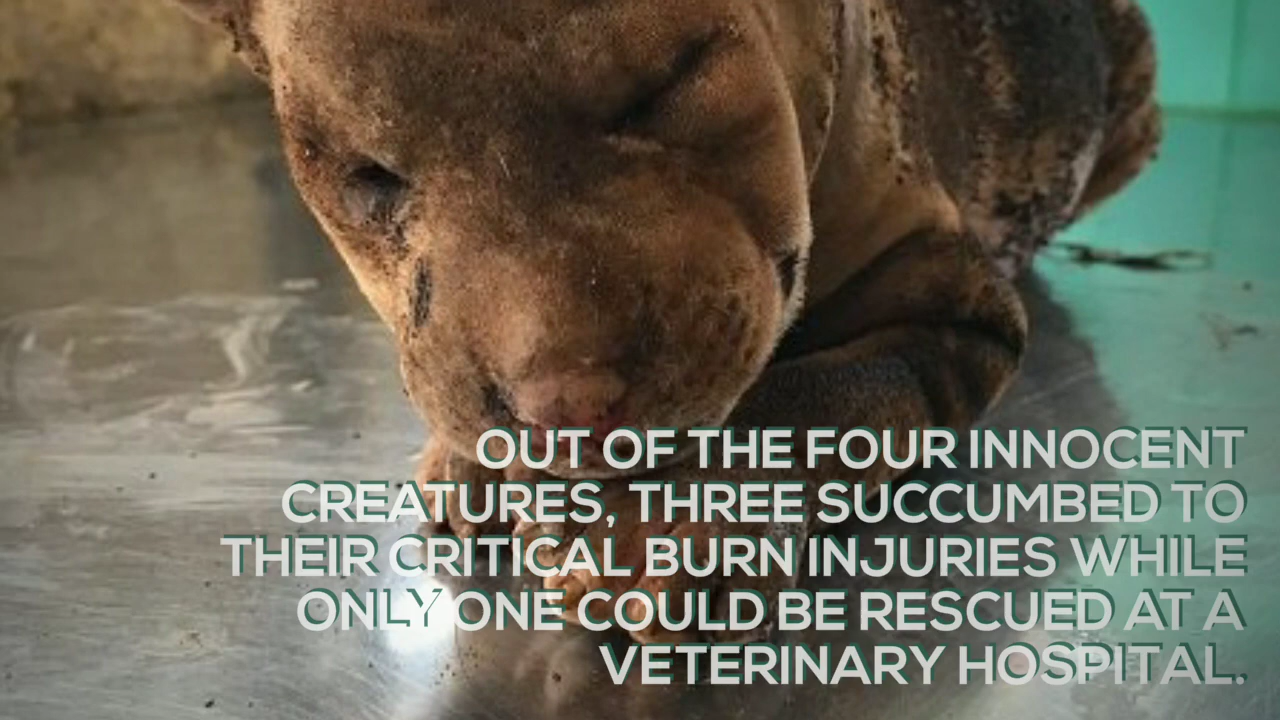 OUT OF THE FOUR INNOCENT
CREATURES, THREE SUCCUMBED TO
THEIR CRITICAL BURN INJURIES WHILE
ONLY ONE COULD BE RESCUED AT A
VETERINARY HOSPITAL.